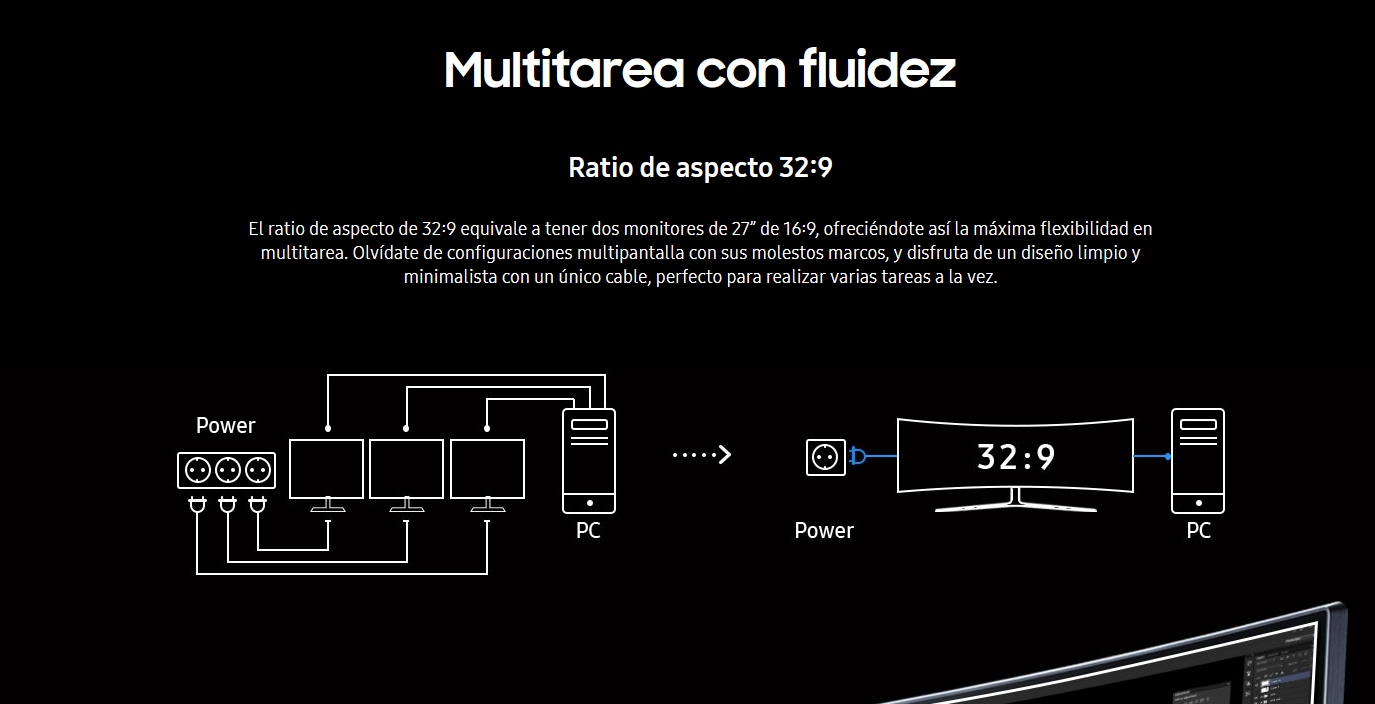 Multitarea con fluidez
Ratio de aspecto 32:9
El ratio de aspecto de 32:9 equivale a tener dos monitores de 27” de 16:9, ofreciéndote así la máxima flexibilidad en
multitarea. Olvídate de configuraciones multipantalla con sus molestos marcos, y disfruta de un diseño limpio y
minimalista con un único cable, perfecto para realizar varias tareas a la vez.
Power
PC
32:9
Power
PC